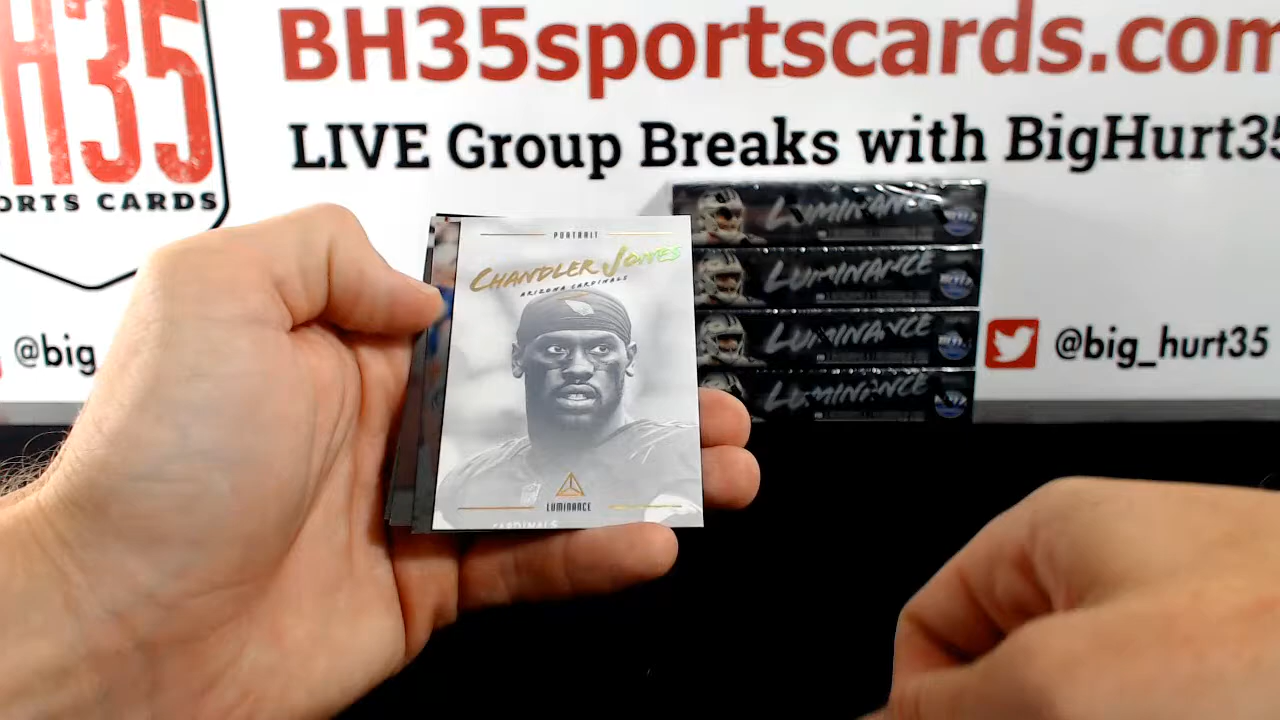 BH35sportscards.com
LIVE Group Breaks with BigHurt35
H35
ORTS CARDS
@big
@big_hurt35
LUMINANCE
LUMINANCE
LUMINANCE
LUMINANCE
PORTRAIT
CHANDLER JONES
ARIZONA CARDINALS
LUMINANCE
CARDINALS